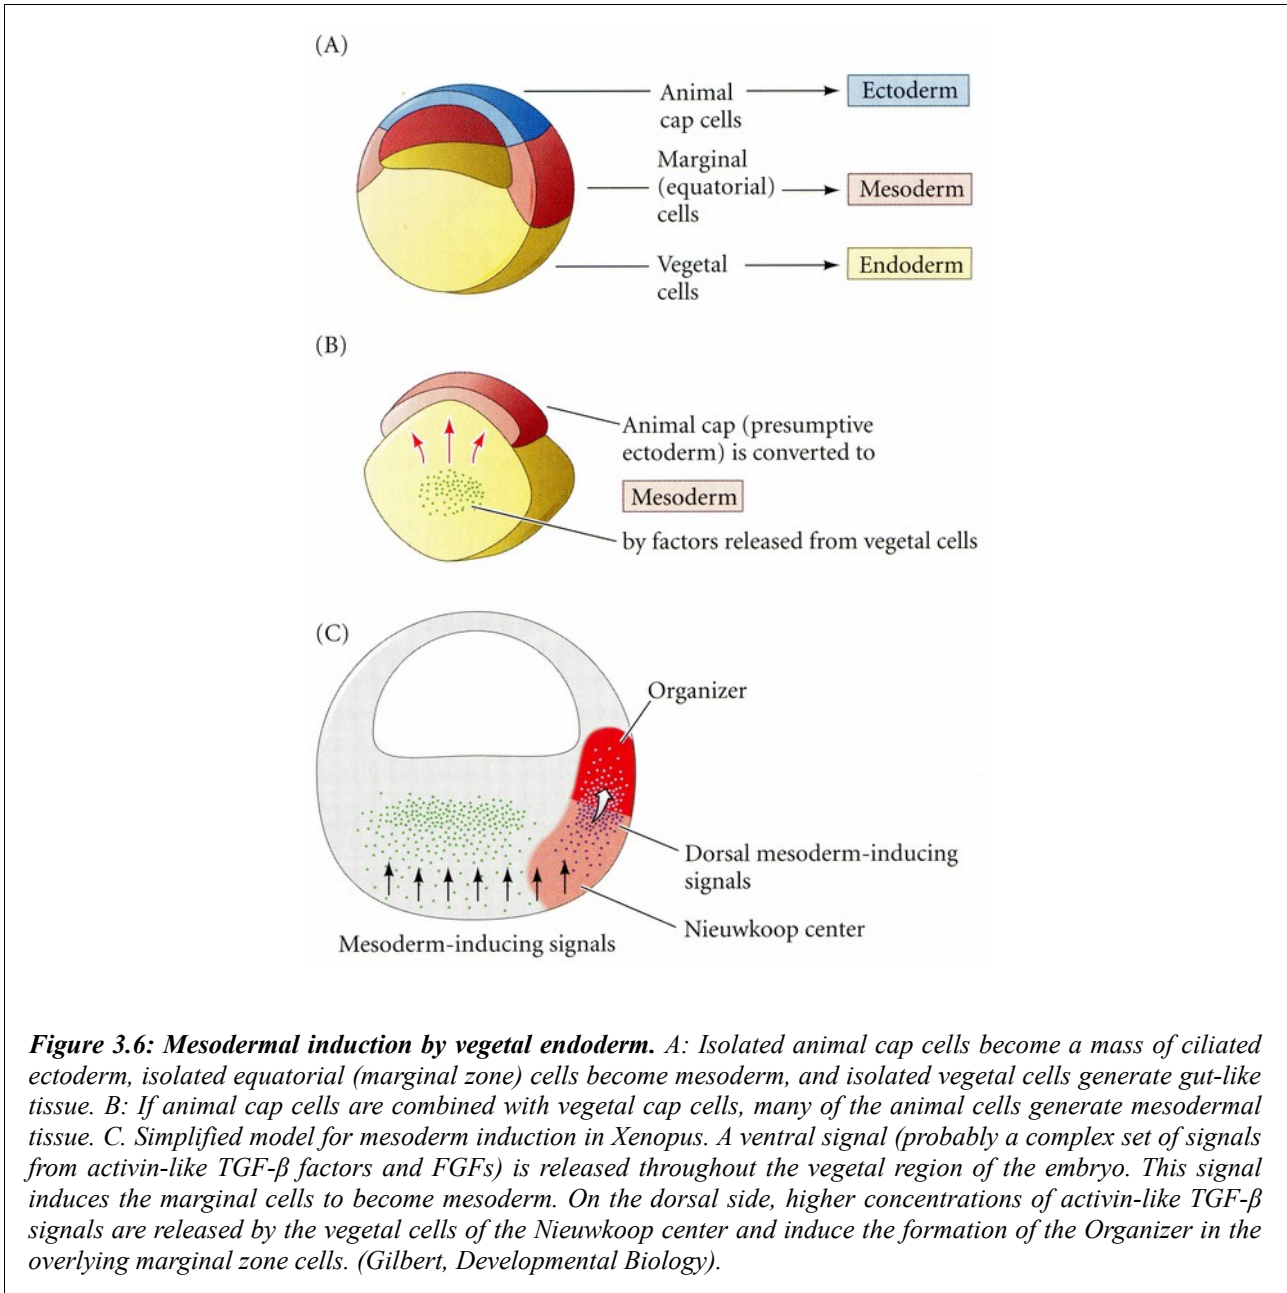 (A)
Animal
cap cells
Ectoderm
Marginal
(equatorial)
cells
Mesoderm
Vegetal
cells
Endoderm
(B)
Animal cap (presumptive
ectoderm) is converted to
Mesoderm
by factors released from vegetal cells
(C)
Organizer
Dorsal mesoderm-inducing
signals
Nieuwkoop center
Mesoderm-inducing signals
Figure 3.6: Mesodermal induction by vegetal endoderm. A: Isolated animal cap cells become a mass of ciliated
ectoderm, isolated equatorial (marginal zone) cells become mesoderm, and isolated vegetal cells generate gut-like
tissue. B: If animal cap cells are combined with vegetal cap cells, many of the animal cells generate mesodermal
tissue. C. Simplified model for mesoderm induction in Xenopus. A ventral signal (probably a complex set of signals
from activin-like TGF-β factors and FGFs) is released throughout the vegetal region of the embryo. This signal
induces the marginal cells to become mesoderm. On the dorsal side, higher concentrations of activin-like TGF-β
signals are released by the vegetal cells of the Nieuwkoop center and induce the formation of the Organizer in the
overlying marginal zone cells. (Gilbert, Developmental Biology).